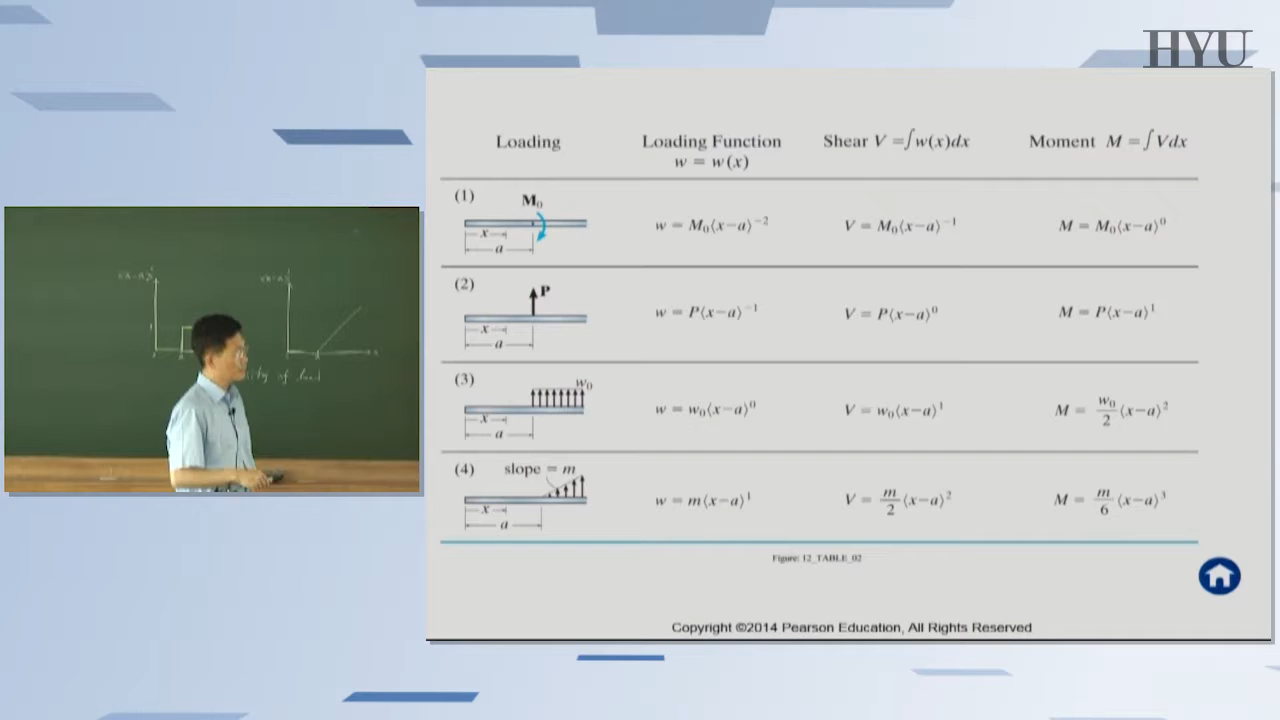 HYU
Loading Loading Function Shear V =∫w(x)dx Moment M =∫Vdx
w = w(x)
(1) M₀ x a w = M₀⟨x−a⟩⁻² V = M₀⟨x−a⟩⁻¹ M = M₀⟨x−a⟩⁰
(2) P x a w = P⟨x−a⟩⁻¹ V = P⟨x−a⟩⁰ M = P⟨x−a⟩¹
(3) w₀ x a w = w₀⟨x−a⟩⁰ V = w₀⟨x−a⟩¹ M = w₀/2 ⟨x−a⟩²
(4) slope = m x a w = m⟨x−a⟩¹ V = m/2 ⟨x−a⟩² M = m/6 ⟨x−a⟩³
Figure: 12_TABLE_02
Copyright ©2014 Pearson Education, All Rights Reserved
of load